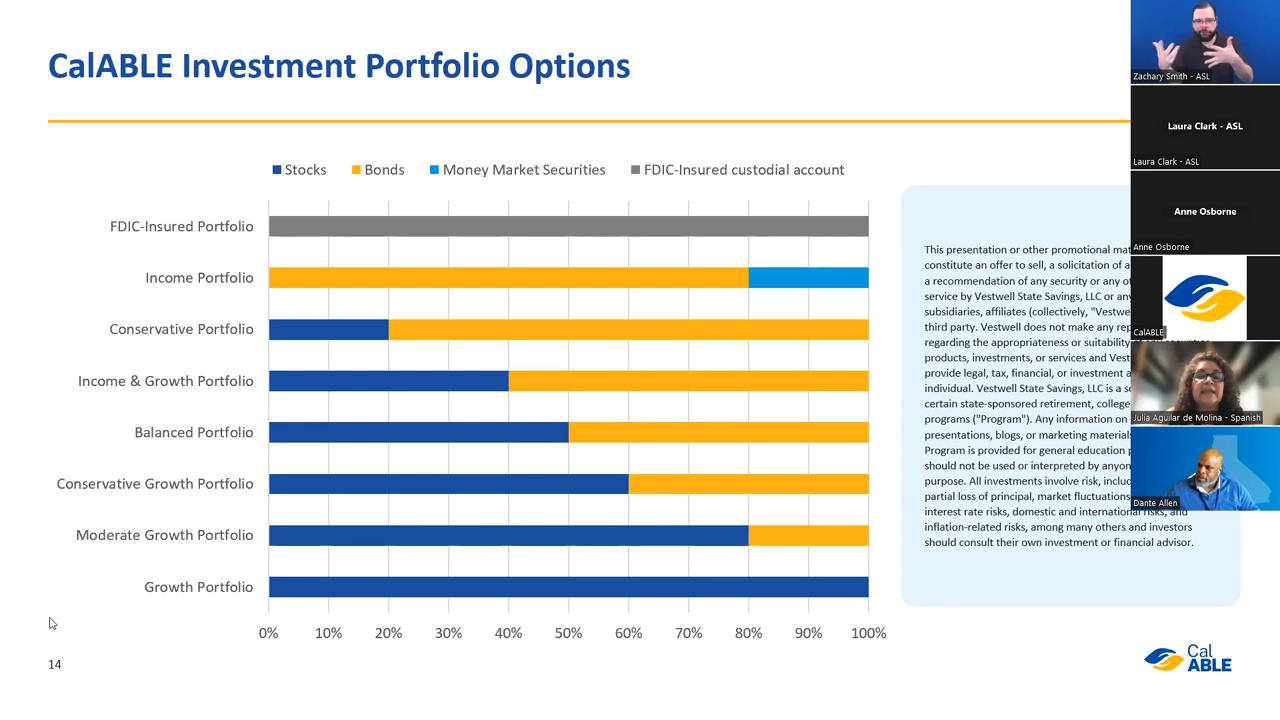 CalABLE Investment Portfolio Options
Stocks
Bonds
Money Market Securities
FDIC-Insured custodial account
FDIC-Insured Portfolio
Income Portfolio
Conservative Portfolio
Income & Growth Portfolio
Balanced Portfolio
Conservative Growth Portfolio
Moderate Growth Portfolio
Growth Portfolio
0% 10% 20% 30% 40% 50% 60% 70% 80% 90% 100%
This presentation or other promotional
constitute an offer to sell, a solicitation of
a recommendation of any security or any
service by Vestwell State Savings, LLC or
subsidiaries, affiliates (collectively,
third party. Vestwell does not make any
regarding the appropriateness or suitability
products, investments, or services and
provide legal, tax, financial, or investment
individual. Vestwell State Savings, LLC is a
certain state-sponsored retirement, college
programs ("Program"). Any information on
presentations, blogs, or marketing materials
Program is provided for general education
should not be used or interpreted by
purpose. All investments involve risk,
partial loss of principal, market fluctuations
interest rate risks, domestic and international risks, and
inflation-related risks, among many others and investors
should consult their own investment or financial advisor.
Zachary Smith - ASL
Laura Clark - ASL
Laura Clark - ASL
Anne Osborne
Anne Osborne
CalABLE
Julia Aguilar de Molina - Spanish
Dante Allen
14
Cal
ABLE